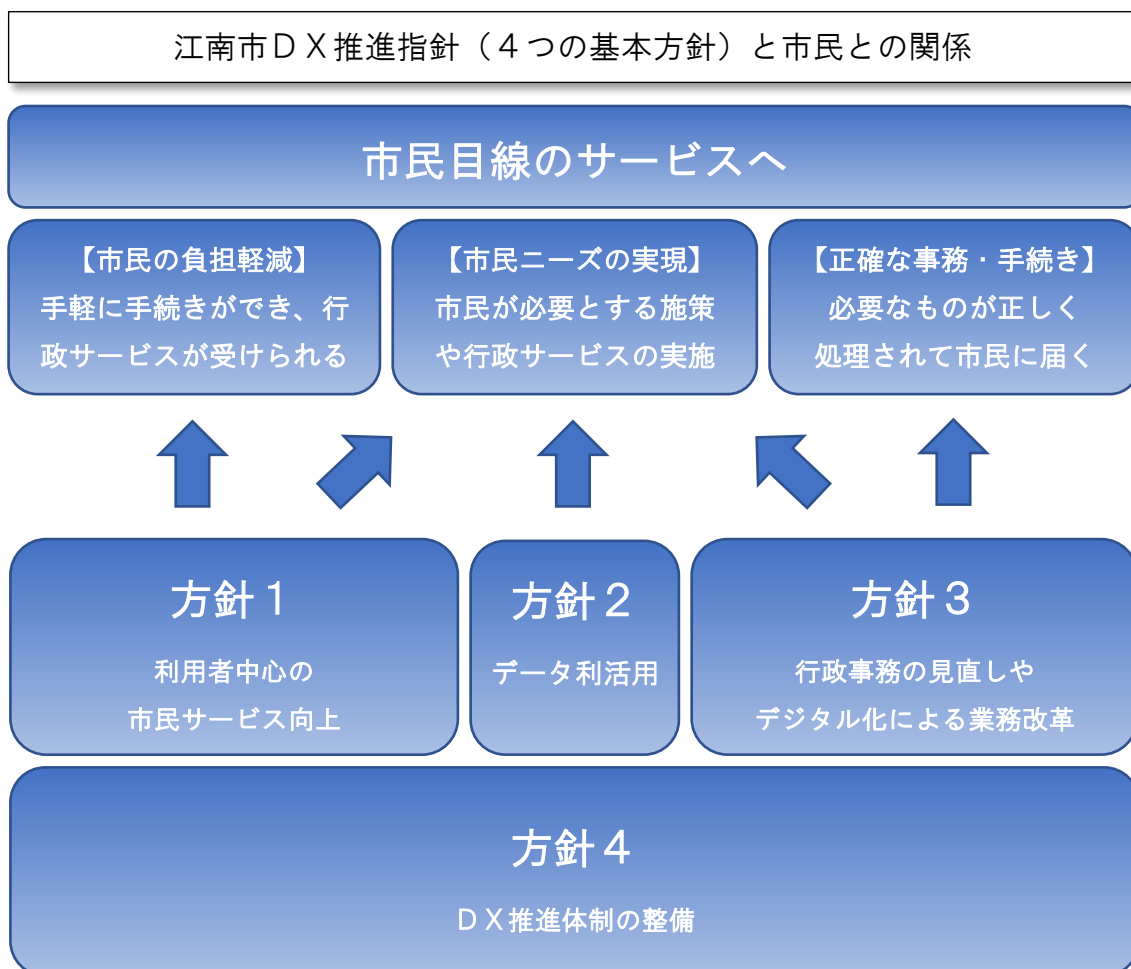 江南市ＤＸ推進指針（４つの基本方針）と市民との関係
市民目線のサービスへ
【市民の負担軽減】
手軽に手続きができ、行
政サービスが受けられる
【市民ニーズの実現】
市民が必要とする施策
や行政サービスの実施
【正確な事務・手続き】
必要なものが正しく
処理されて市民に届く
方針１
利用者中心の
市民サービス向上
方針２
データ利活用
方針３
行政事務の見直しや
デジタル化による業務改革
方針４
ＤＸ推進体制の整備